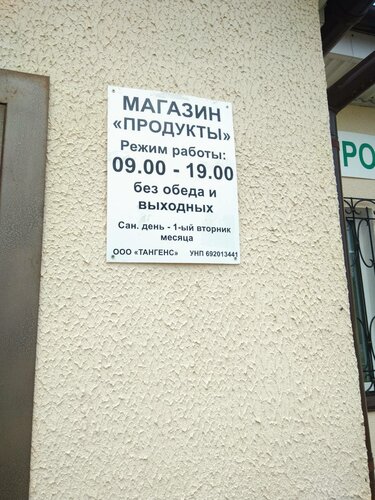 МАГАЗИН
«ПРОДУКТЫ»
Режим работы:
09.00 - 19.00
без обеда и
выходных
Сан. день - 1-ый вторник
месяца
ООО «ТАНГЕНС» УНП 692013441
РО